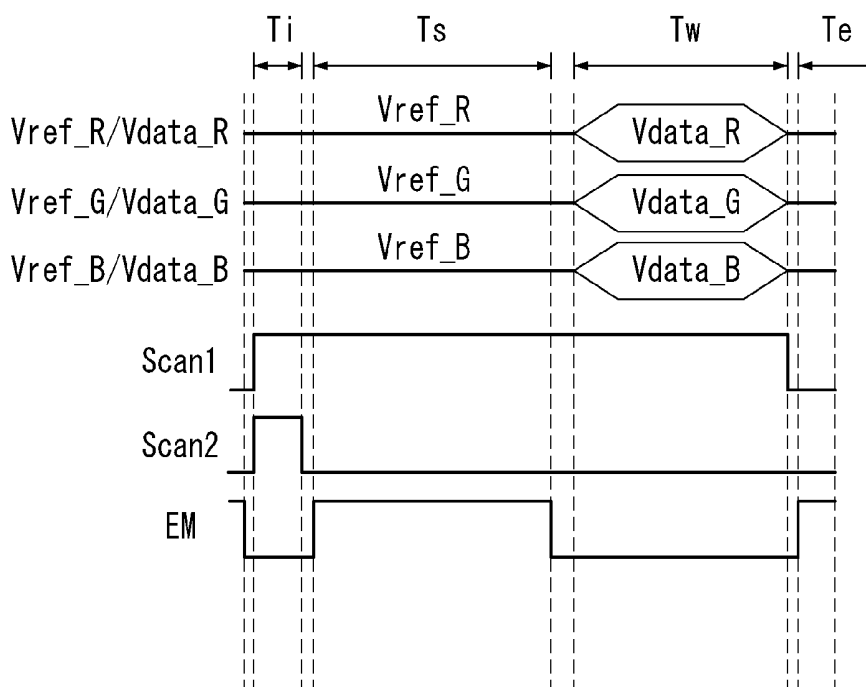 Ti Ts Tw Te
Vref_R/Vdata_R Vref_R Vdata_R
Vref_G/Vdata_G Vref_G Vdata_G
Vref_B/Vdata_B Vref_B Vdata_B
Scan1
Scan2
EM